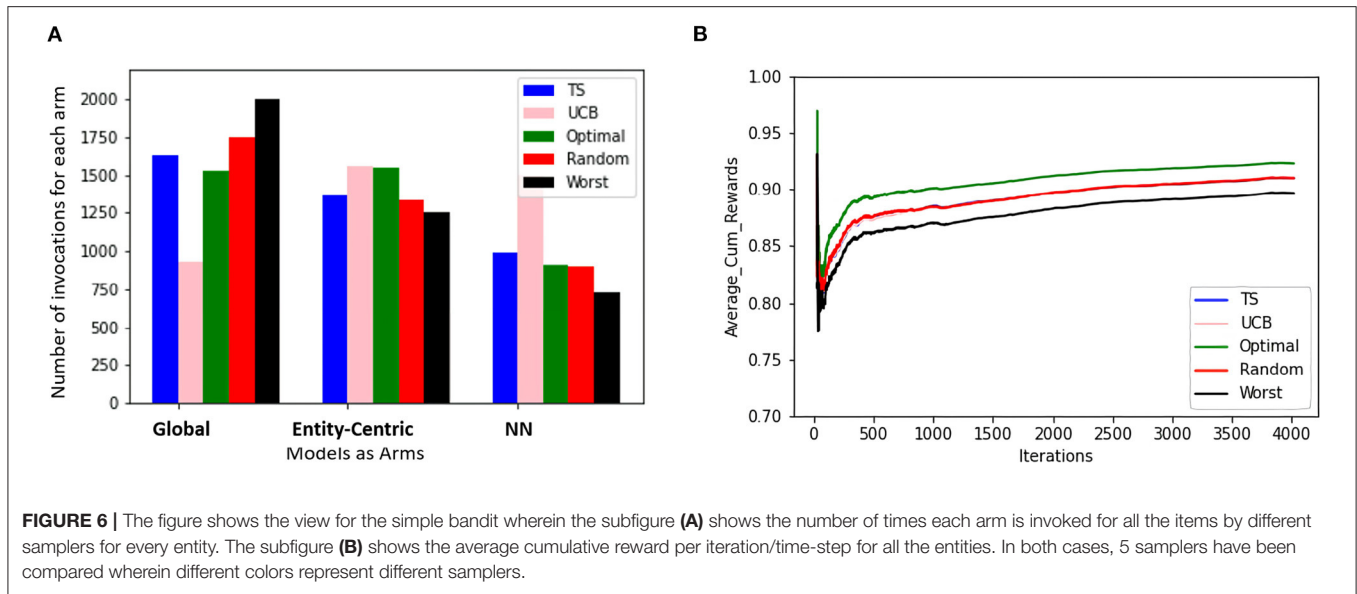 A
Number of invocations for each arm
2000
1750
1500
1250
1000
750
500
250
0
TS
UCB
Optimal
Random
Worst
Global
Entity-Centric
NN
Models as Arms
B
Average_Cum_Rewards
1.00
0.95
0.90
0.85
0.80
0.75
0.70
TS
UCB
Optimal
Random
Worst
0
500
1000
1500
2000
2500
3000
3500
4000
Iterations
FIGURE 6 | The figure shows the view for the simple bandit wherein the subfigure (A) shows the number of times each arm is invoked for all the items by different
samplers for every entity. The subfigure (B) shows the average cumulative reward per iteration/time-step for all the entities. In both cases, 5 samplers have been
compared wherein different colors represent different samplers.